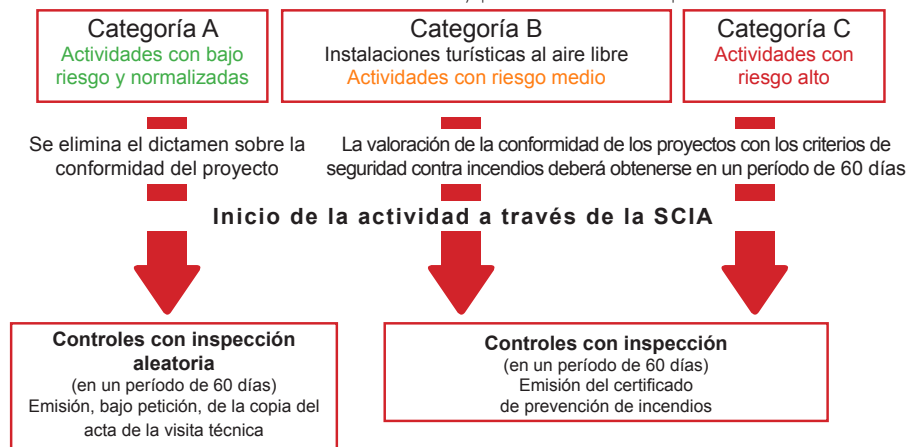 Categoría A
Actividades con bajo
riesgo y normalizadas
Categoría B
Instalaciones turísticas al aire libre
Actividades con riesgo medio
Categoría C
Actividades con
riesgo alto
Se elimina el dictamen sobre la
conformidad del proyecto
La valoración de la conformidad de los proyectos con los criterios de
seguridad contra incendios deberá obtenerse en un período de 60 días
Inicio de la actividad a través de la SCIA
Controles con inspección
aleatoria
(en un período de 60 días)
Emisión, bajo petición, de la copia del
acta de la visita técnica
Controles con inspección
(en un período de 60 días)
Emisión del certificado
de prevención de incendios